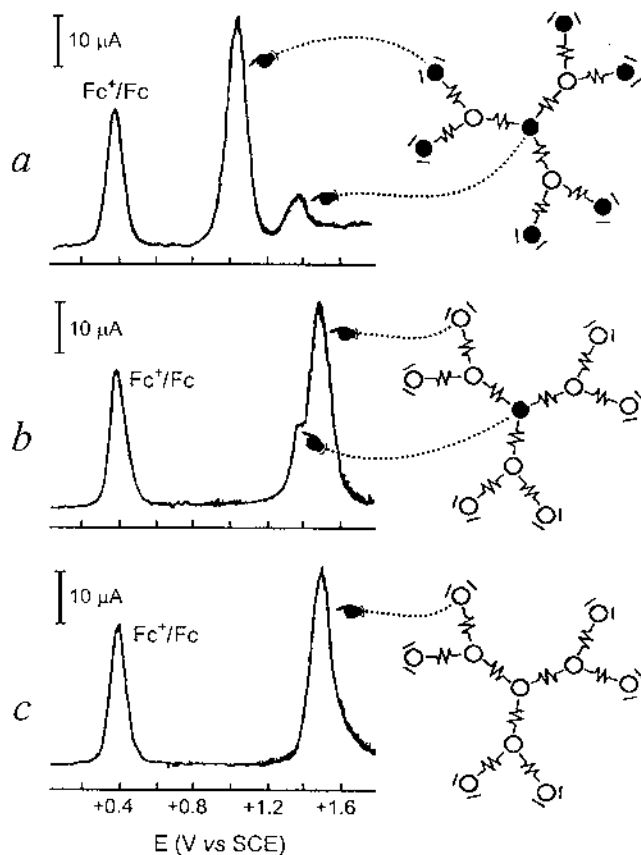 10 μA
Fc⁺/Fc
a
10 μA
Fc⁺/Fc
b
10 μA
Fc⁺/Fc
c
+0.4 +0.8 +1.2 +1.6
E (V vs SCE)